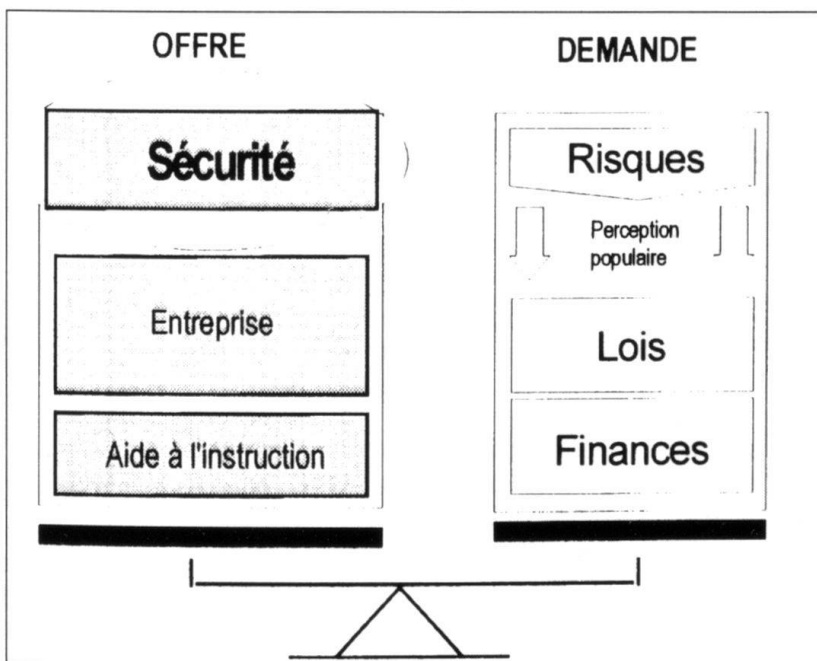 OFFRE
Sécurité
Entreprise
Aide à l'instruction
DEMANDE
Risques
Perception
populaire
Lois
Finances